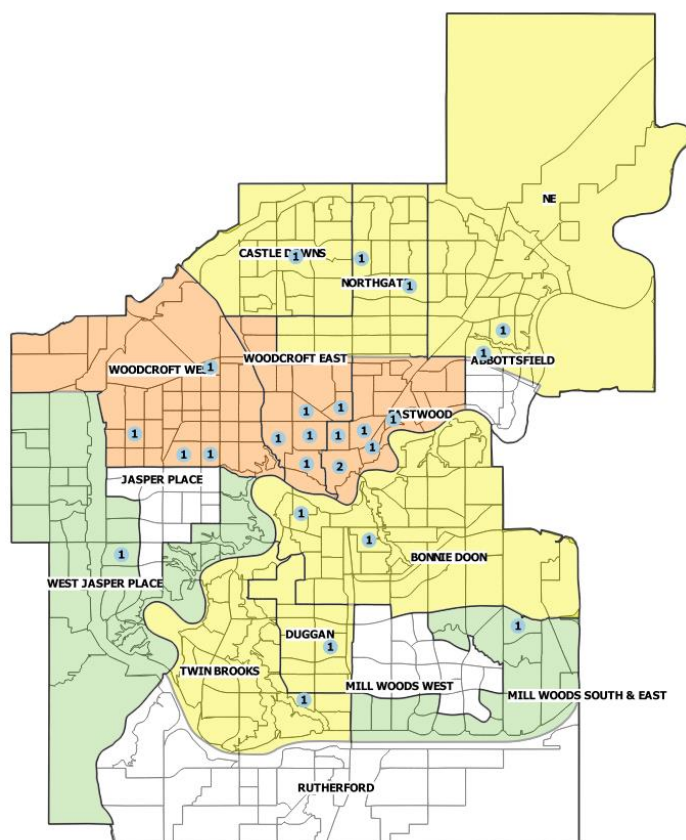 NE
CASTLE DOWNS
1
1
NORTHGATE
1
1
1
ABBOTTSFIELD
WOODCROFT EAST
WOODCROFT WEST
1
1
1
EASTWOOD
1
1
1
1
1
1
1
1
1
1
1
2
JASPER PLACE
1
1
1
WEST JASPER PLACE
BONNIE DOON
1
DUGGAN
1
TWIN BROOKS
MILL WOODS WEST
MILL WOODS SOUTH & EAST
1
RUTHERFORD